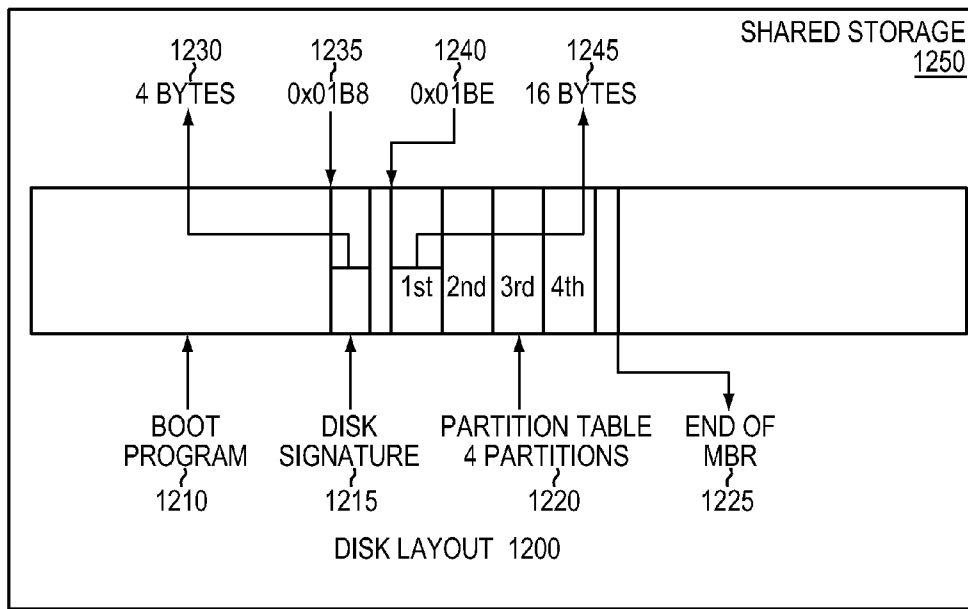 SHARED STORAGE
1250
1230 1235 1240 1245
4 BYTES 0x01B8 0x01BE 16 BYTES
1st 2nd 3rd 4th
BOOT DISK PARTITION TABLE END OF
PROGRAM SIGNATURE 4 PARTITIONS MBR
1210 1215 1220 1225
DISK LAYOUT 1200